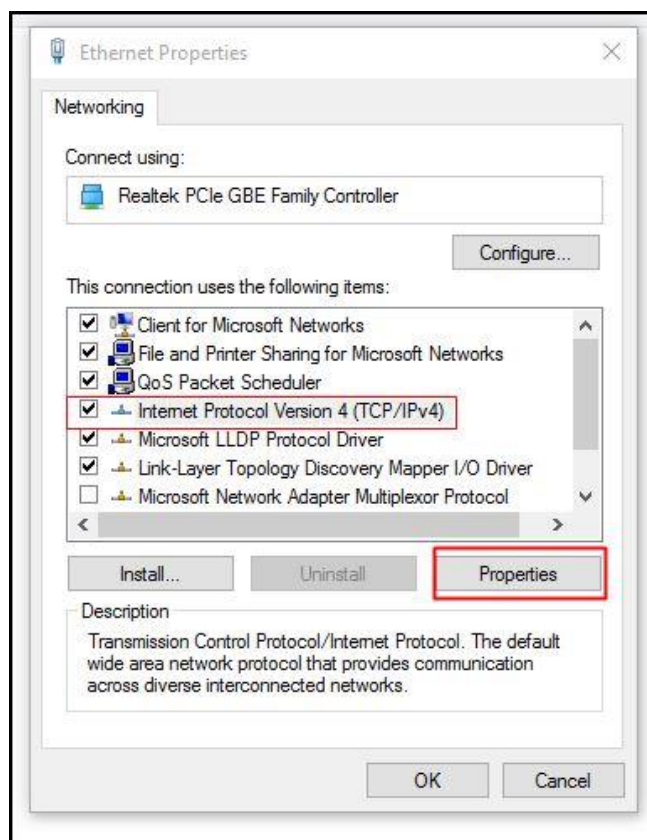 Ethernet Properties
Networking
Connect using:
Realtek PCIe GBE Family Controller
Configure...
This connection uses the following items:
Client for Microsoft Networks
File and Printer Sharing for Microsoft Networks
QoS Packet Scheduler
Internet Protocol Version 4 (TCP/IPv4)
Microsoft LLDP Protocol Driver
Link-Layer Topology Discovery Mapper I/O Driver
Microsoft Network Adapter Multiplexor Protocol
Install... Uninstall Properties
Description
Transmission Control Protocol/Internet Protocol. The default
wide area network protocol that provides communication
across diverse interconnected networks.
OK Cancel